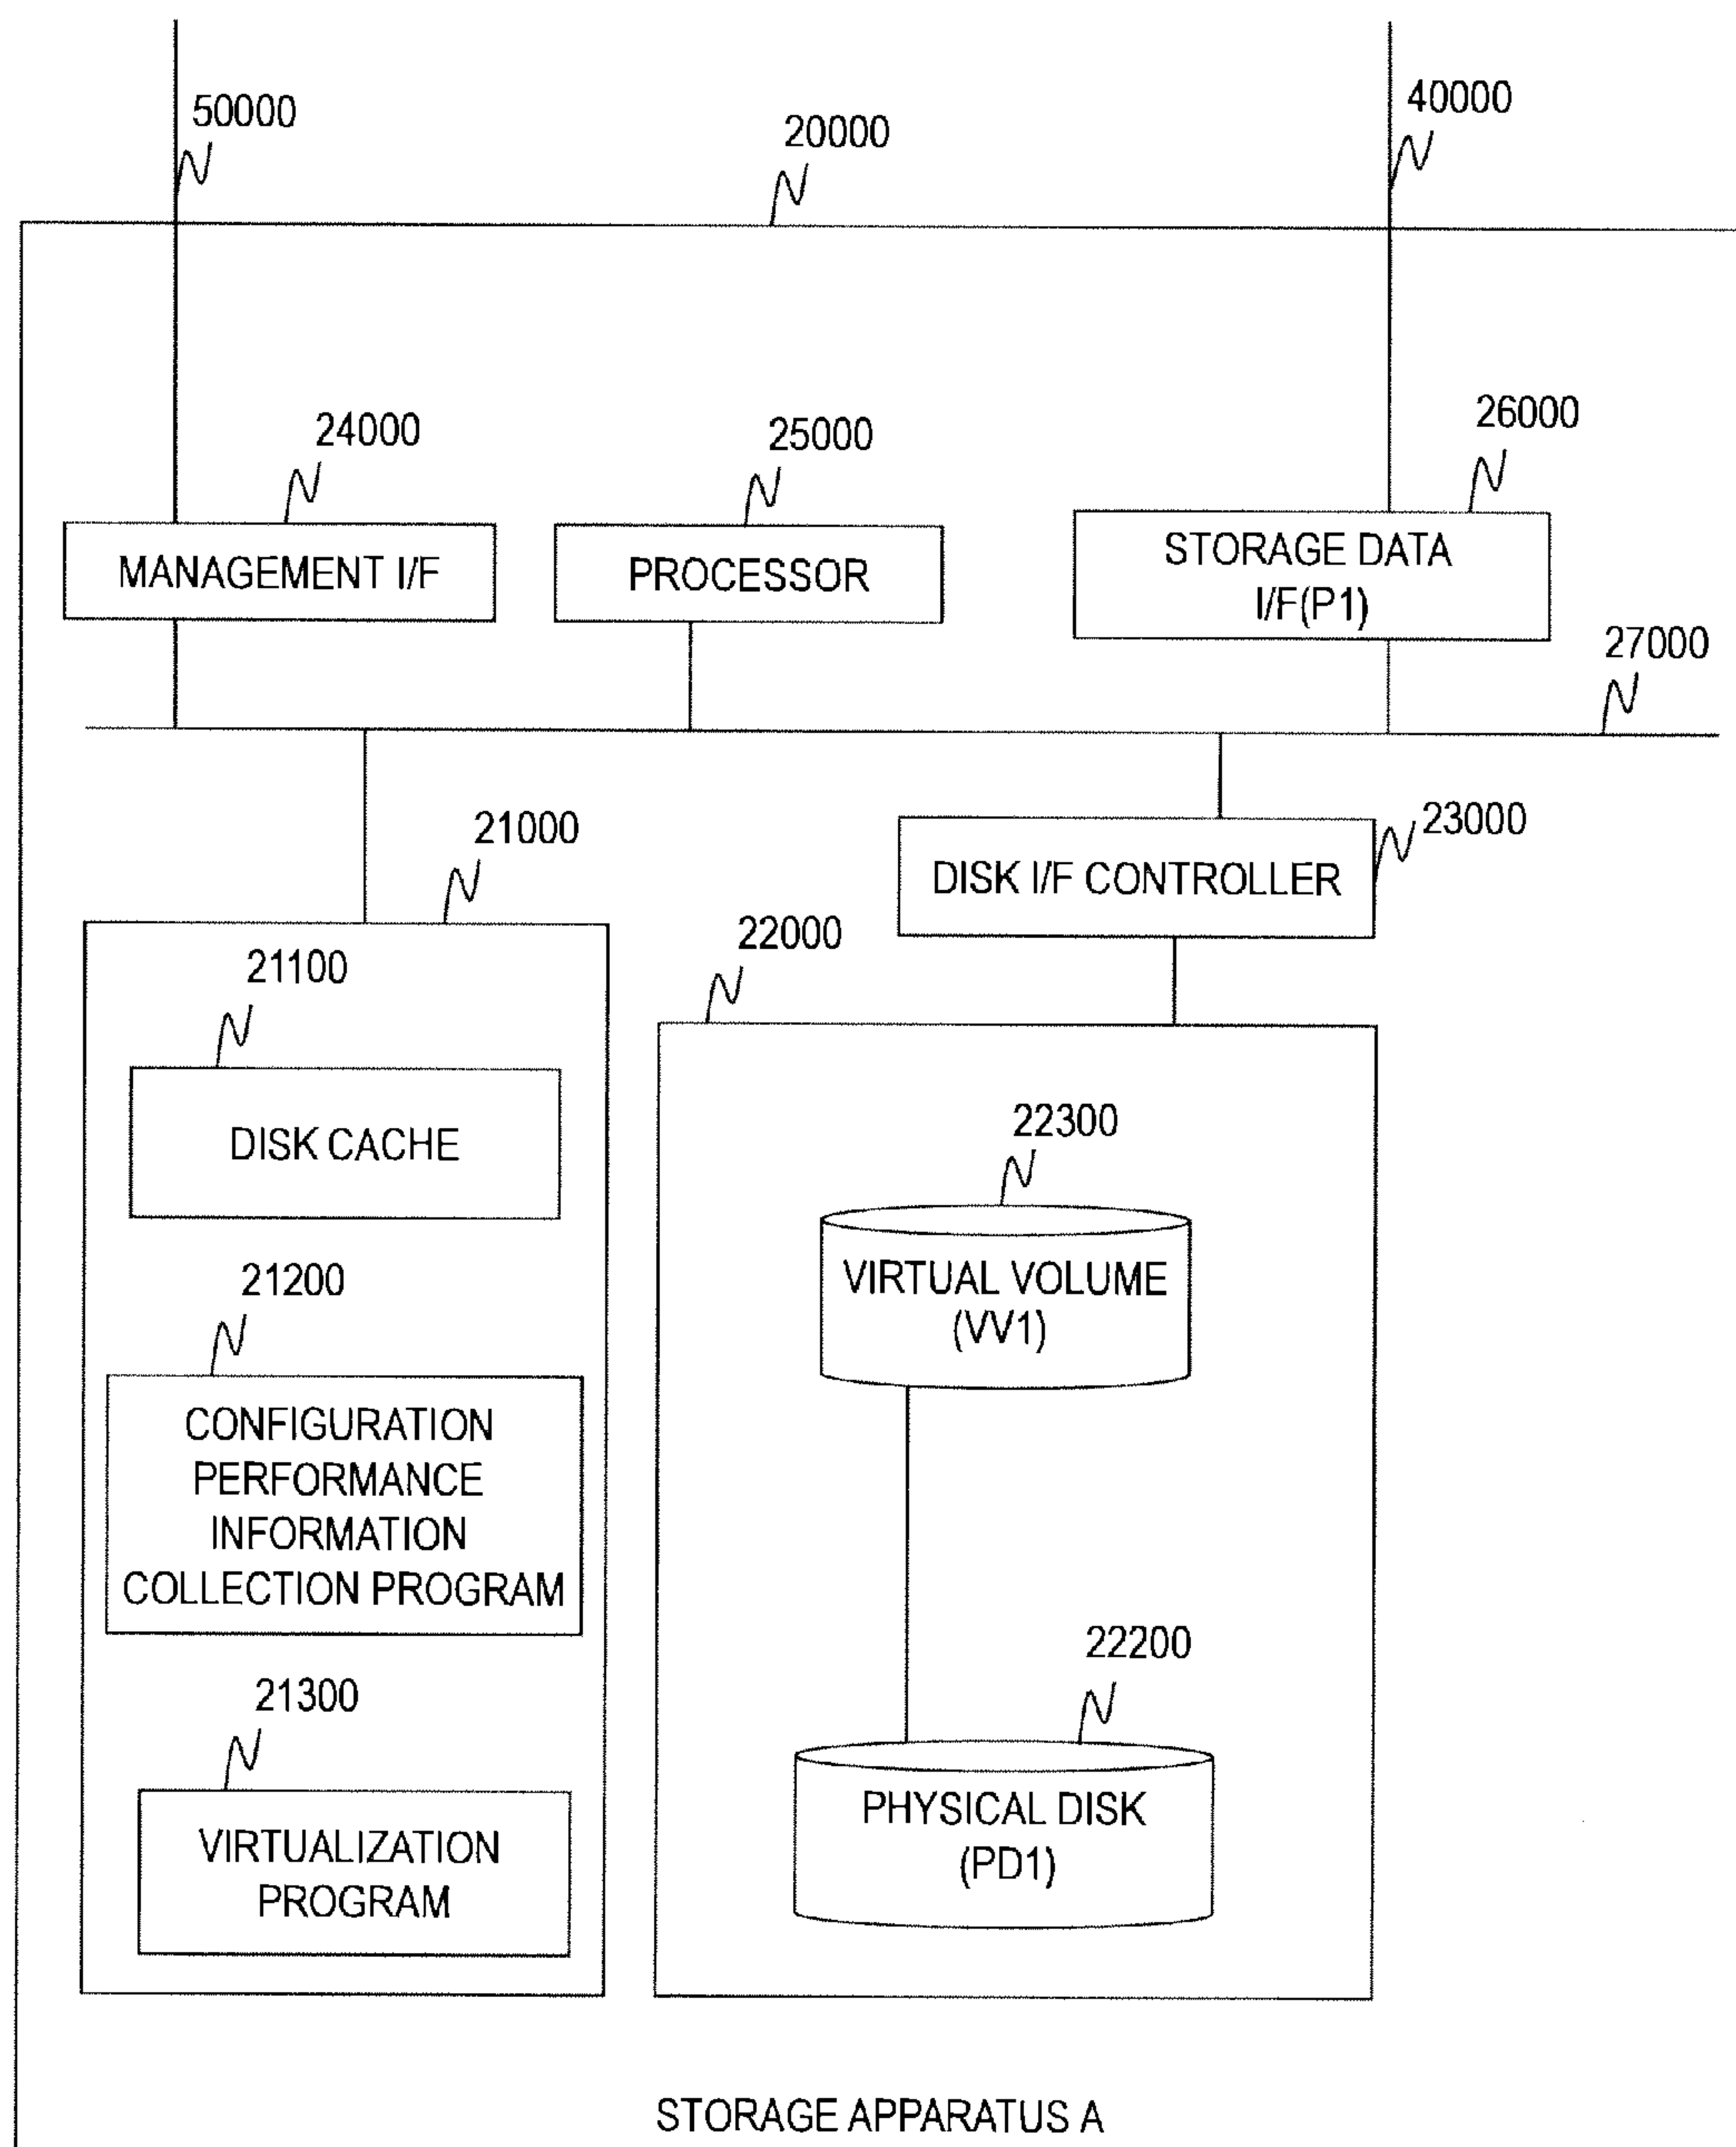 50000
40000
20000
24000
25000
26000
MANAGEMENT I/F
PROCESSOR
STORAGE DATA
I/F(P1)
27000
21000
23000
DISK I/F CONTROLLER
22000
21100
DISK CACHE
22300
VIRTUAL VOLUME
(VV1)
21200
CONFIGURATION
PERFORMANCE
INFORMATION
COLLECTION PROGRAM
22200
21300
PHYSICAL DISK
(PD1)
VIRTUALIZATION
PROGRAM
STORAGE APPARATUS A